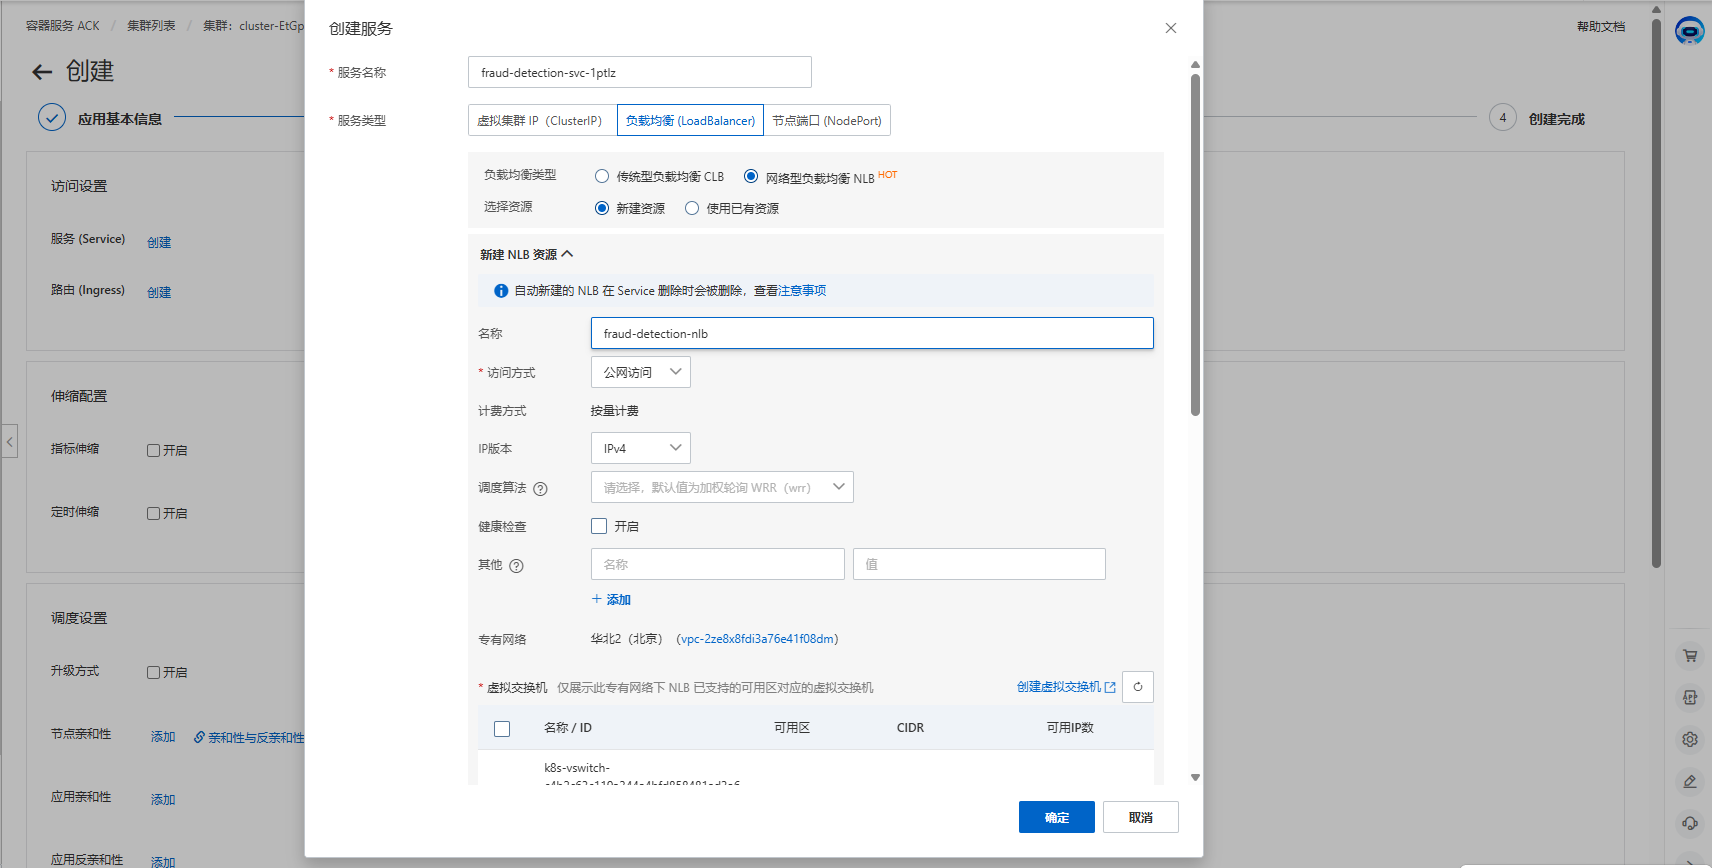 容器服务 ACK / 集群列表 / 集群: cluster-EtGp
帮助文档
创建
应用基本信息
4 创建完成
访问设置
服务 (Service) 创建
路由 (Ingress) 创建
伸缩配置
指标伸缩 开启
定时伸缩 开启
调度设置
升级方式 开启
节点亲和性 添加 亲和性与反亲和性
应用亲和性 添加
应用反亲和性 添加
创建服务
* 服务名称 fraud-detection-svc-1ptlz
* 服务类型 虚拟集群 IP（ClusterIP） 负载均衡 (LoadBalancer) 节点端口 (NodePort)
负载均衡类型 传统型负载均衡 CLB 网络型负载均衡 NLB HOT
选择资源 新建资源 使用已有资源
新建 NLB 资源
自动新建的 NLB 在 Service 删除时会被删除，查看注意事项
名称 fraud-detection-nlb
* 访问方式 公网访问
计费方式 按量计费
IP版本 IPv4
调度算法 ? 请选择，默认值为加权轮询 WRR（wrr）
健康检查 开启
其他 ? 名称 值
+ 添加
专有网络 华北2（北京）（vpc-2ze8x8fdi3a76e41f08dm）
* 虚拟交换机 仅展示此专有网络下 NLB 已支持的可用区对应的虚拟交换机 创建虚拟交换机
名称 / ID 可用区 CIDR 可用IP数
k8s-vswitch-
确定 取消